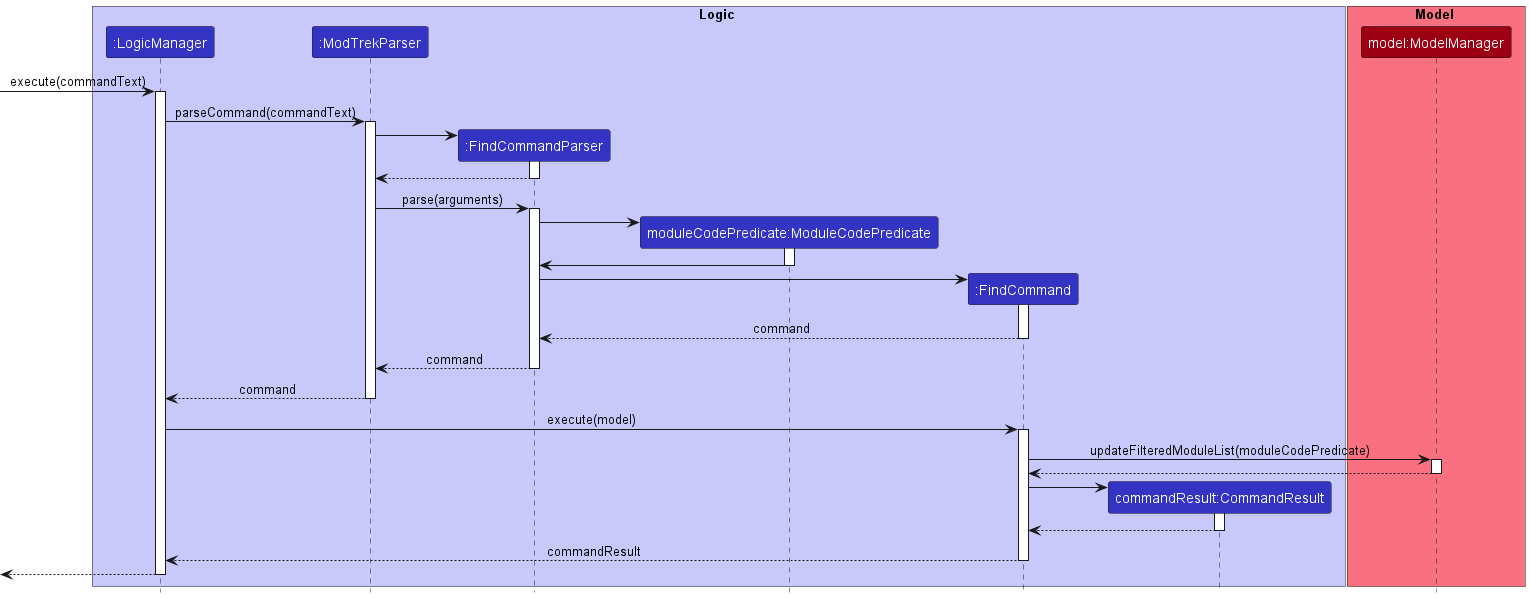 Logic
Model
:LogicManager
:ModTrekParser
model:ModelManager
execute(commandText)
parseCommand(commandText)
:FindCommandParser
parse(arguments)
moduleCodePredicate:ModuleCodePredicate
:FindCommand
command
command
command
execute(model)
updateFilteredModuleList(moduleCodePredicate)
commandResult:CommandResult
commandResult